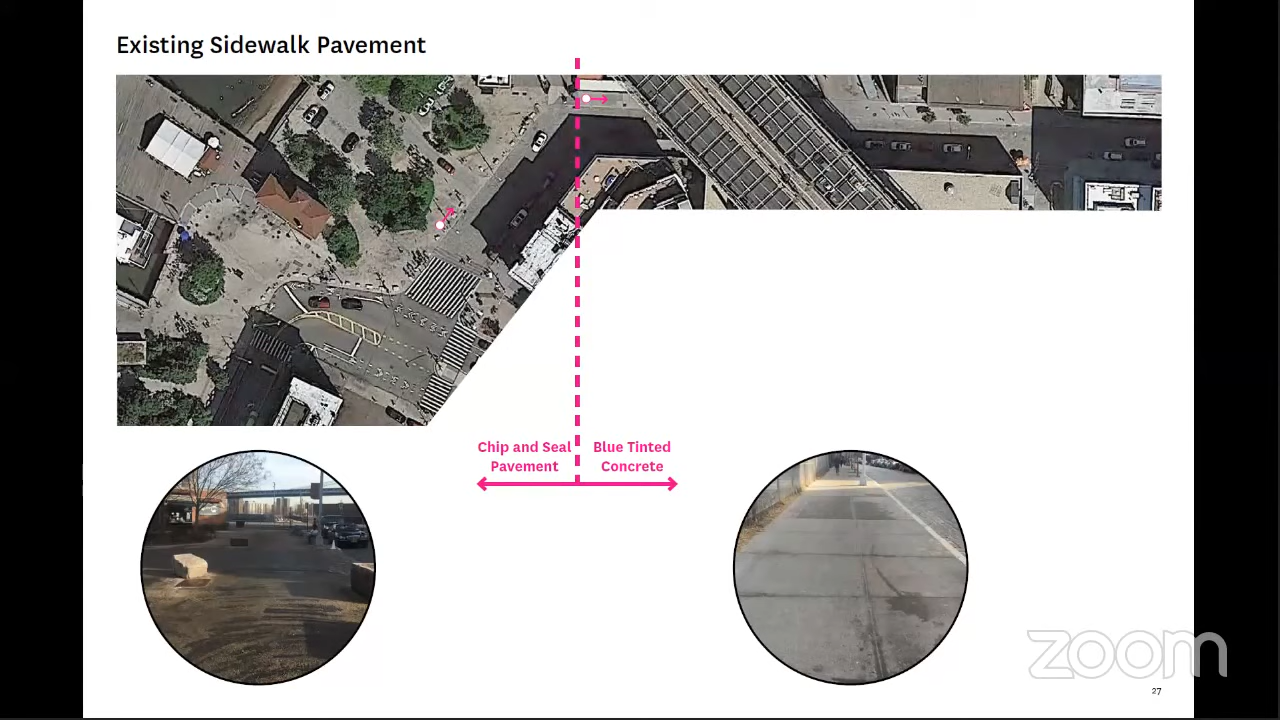 Existing Sidewalk Pavement
Chip and Seal
Pavement
Blue Tinted
Concrete
zoom
27